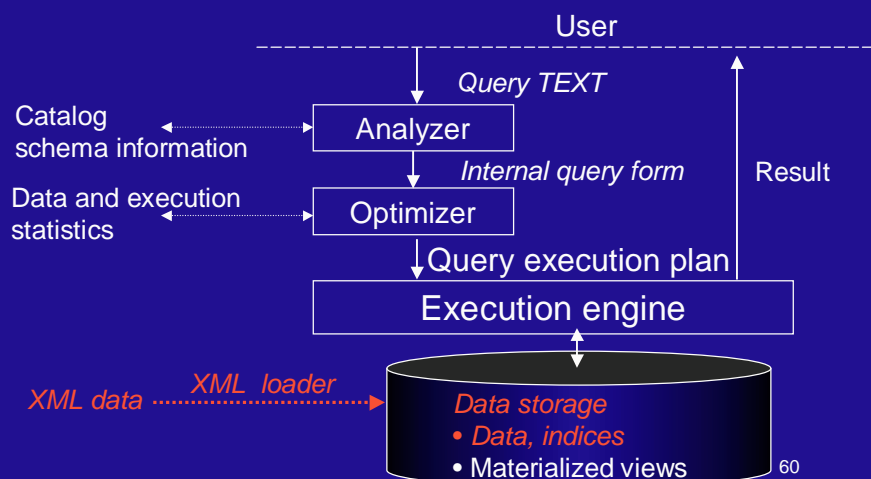 User
Query TEXT
Catalog
schema information
Analyzer
Internal query form
Result
Data and execution
statistics
Optimizer
Query execution plan
Execution engine
XML data
XML loader
Data storage
• Data, indices
• Materialized views
60